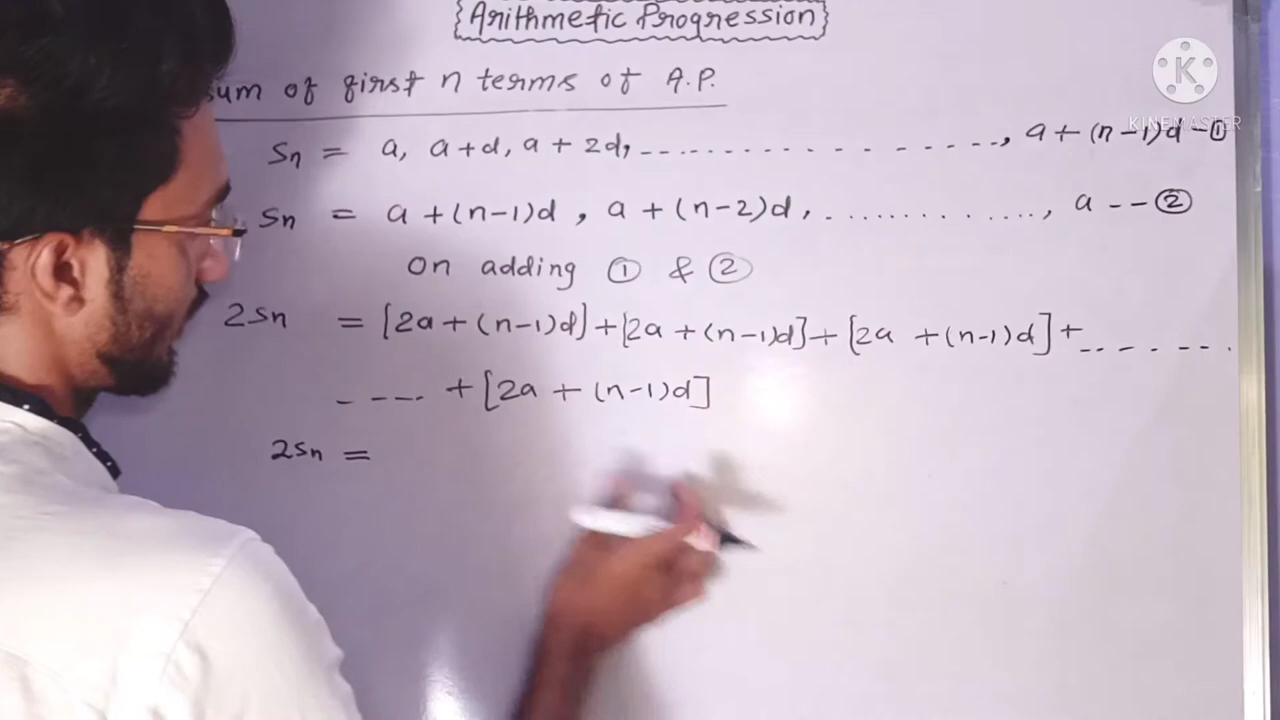 Arithmetic Progression
sum of first n terms of A.P.
Sn = a, a+d, a + 2d, ................, a + (n-1)d - ①
Sn = a + (n-1)d , a + (n-2)d, ............., a -- ②
On adding ① & ②
2Sn = [2a + (n-1)d] + [2a + (n-1)d] + [2a + (n-1)d] + .......
.... + [2a + (n-1)d]
2Sn =
KINEMASTER